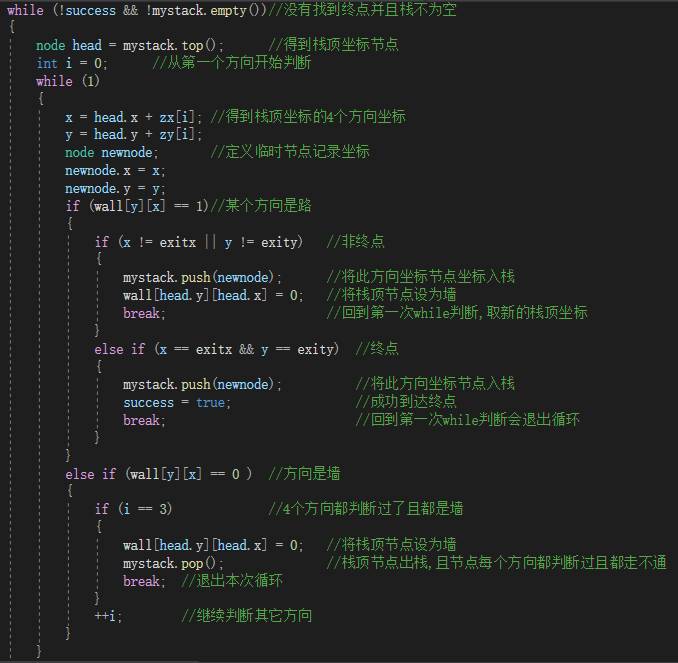 while (!success && !mystack.empty())//没有找到终点并且栈不为空
{
node head = mystack.top(); //得到栈顶坐标节点
int i = 0; //从第一个方向开始判断
while (1)
{
x = head.x + zx[i]; //得到栈顶坐标的4个方向坐标
y = head.y + zy[i];
node newnode; //定义临时节点记录坐标
newnode.x = x;
newnode.y = y;
if (wall[y][x] == 1)//某个方向是路
{
if (x != exitx || y != exity) //非终点
{
mystack.push(newnode); //将此方向坐标节点坐标入栈
wall[head.y][head.x] = 0; //将栈顶节点设为墙
break; //回到第一次while判断,取新的栈顶坐标
}
else if (x == exitx && y == exity) //终点
{
mystack.push(newnode); //将此方向坐标节点入栈
success = true; //成功到达终点
break; //回到第一次while判断会退出循环
}
}
else if (wall[y][x] == 0 ) //方向是墙
{
if (i == 3) //4个方向都判断过了且都是墙
{
wall[head.y][head.x] = 0; //将栈顶节点设为墙
mystack.pop(); //栈顶节点出栈,且节点每个方向都判断过且都走不通
break; //退出本次循环
}
++i; //继续判断其它方向
}
}